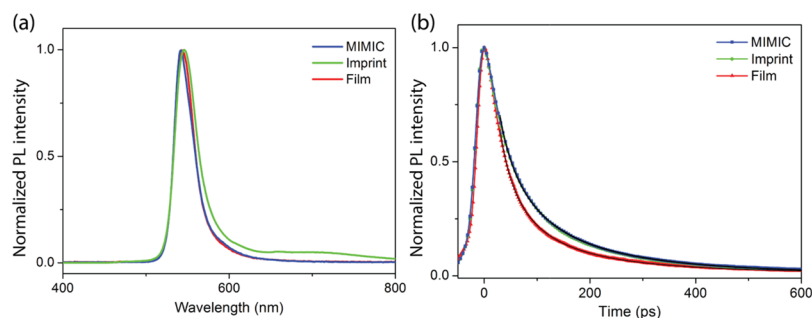 (a)
Normalized PL intensity
1.0
0.5
0.0
MIMIC
Imprint
Film
400
600
800
Wavelength (nm)
(b)
Normalized PL intensity
1.0
0.5
0.0
MIMIC
Imprint
Film
0
200
400
600
Time (ps)